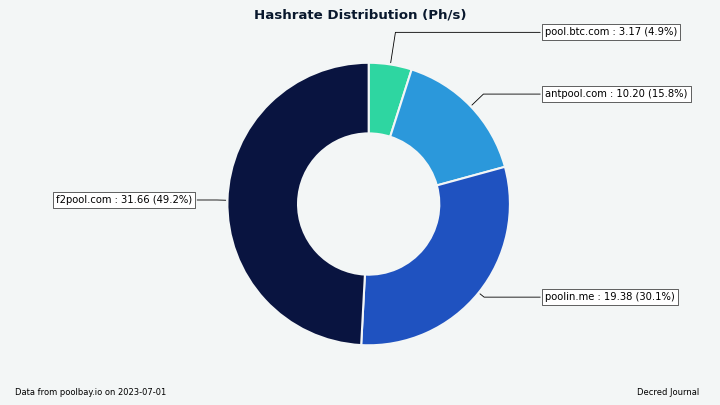 Hashrate Distribution (Ph/s)
pool.btc.com : 3.17 (4.9%)
antpool.com : 10.20 (15.8%)
f2pool.com : 31.66 (49.2%)
poolin.me : 19.38 (30.1%)
Data from poolbay.io on 2023-07-01
Decred Journal